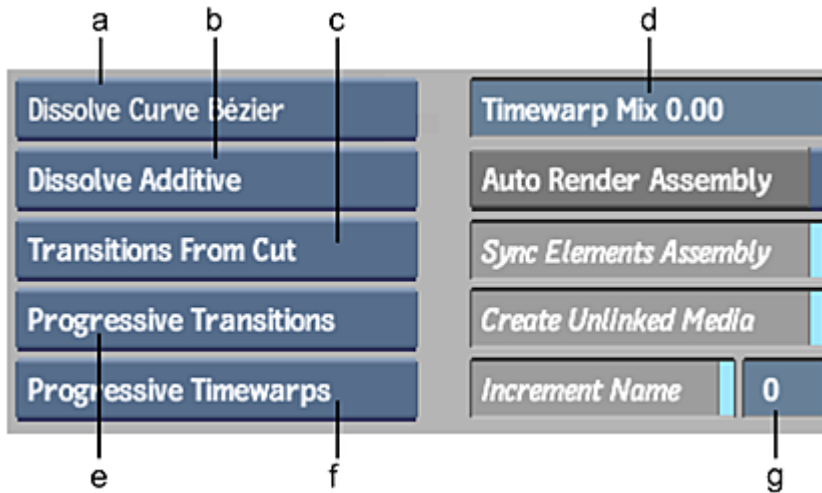 a b c d
Dissolve Curve Bézier Timewarp Mix 0.00
Dissolve Additive Auto Render Assembly
Transitions From Cut Sync Elements Assembly
Progressive Transitions Create Unlinked Media
Progressive Timewarps Increment Name 0
e f g